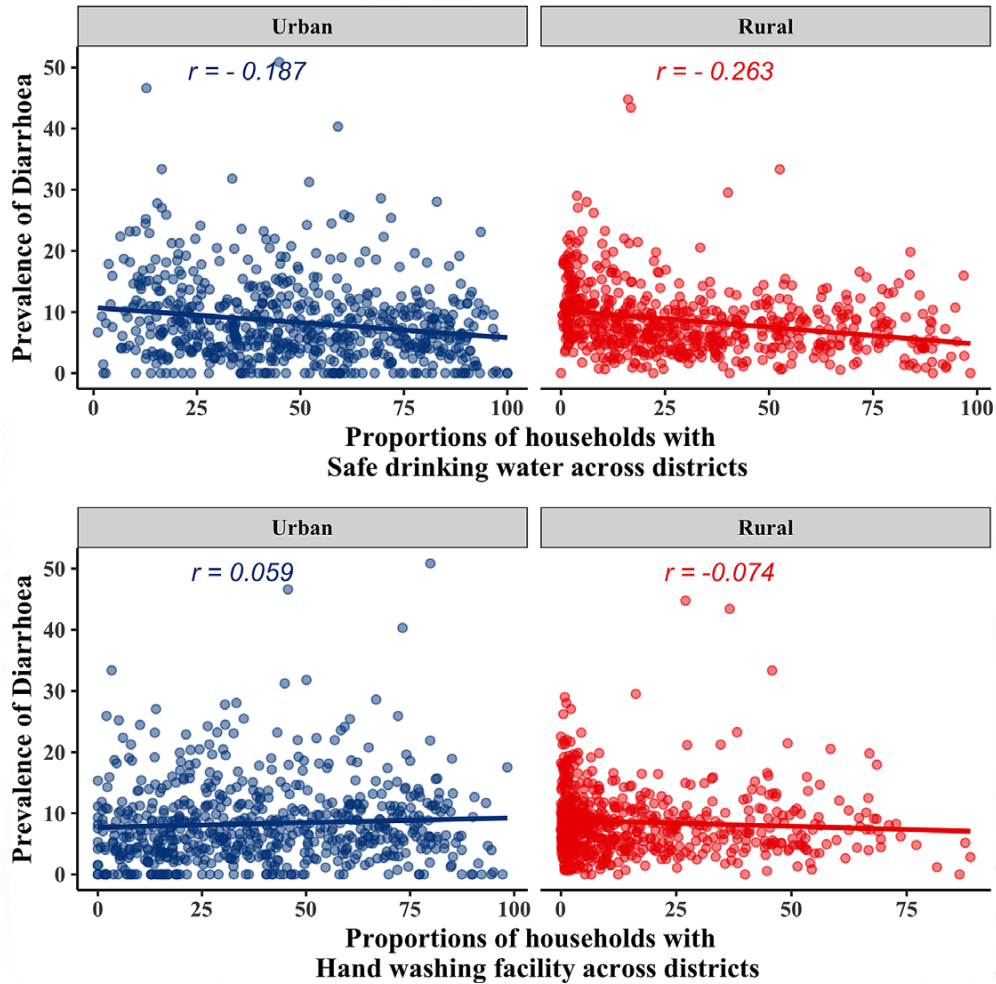 Urban
Rural
r = - 0.187
r = - 0.263
Prevalence of Diarrhoea
50
40
30
20
10
0
0 25 50 75 100
0 25 50 75 100
Proportions of households with
Safe drinking water across districts
Urban
Rural
r = 0.059
r = -0.074
Prevalence of Diarrhoea
50
40
30
20
10
0
0 25 50 75 100
0 25 50 75
Proportions of households with
Hand washing facility across districts